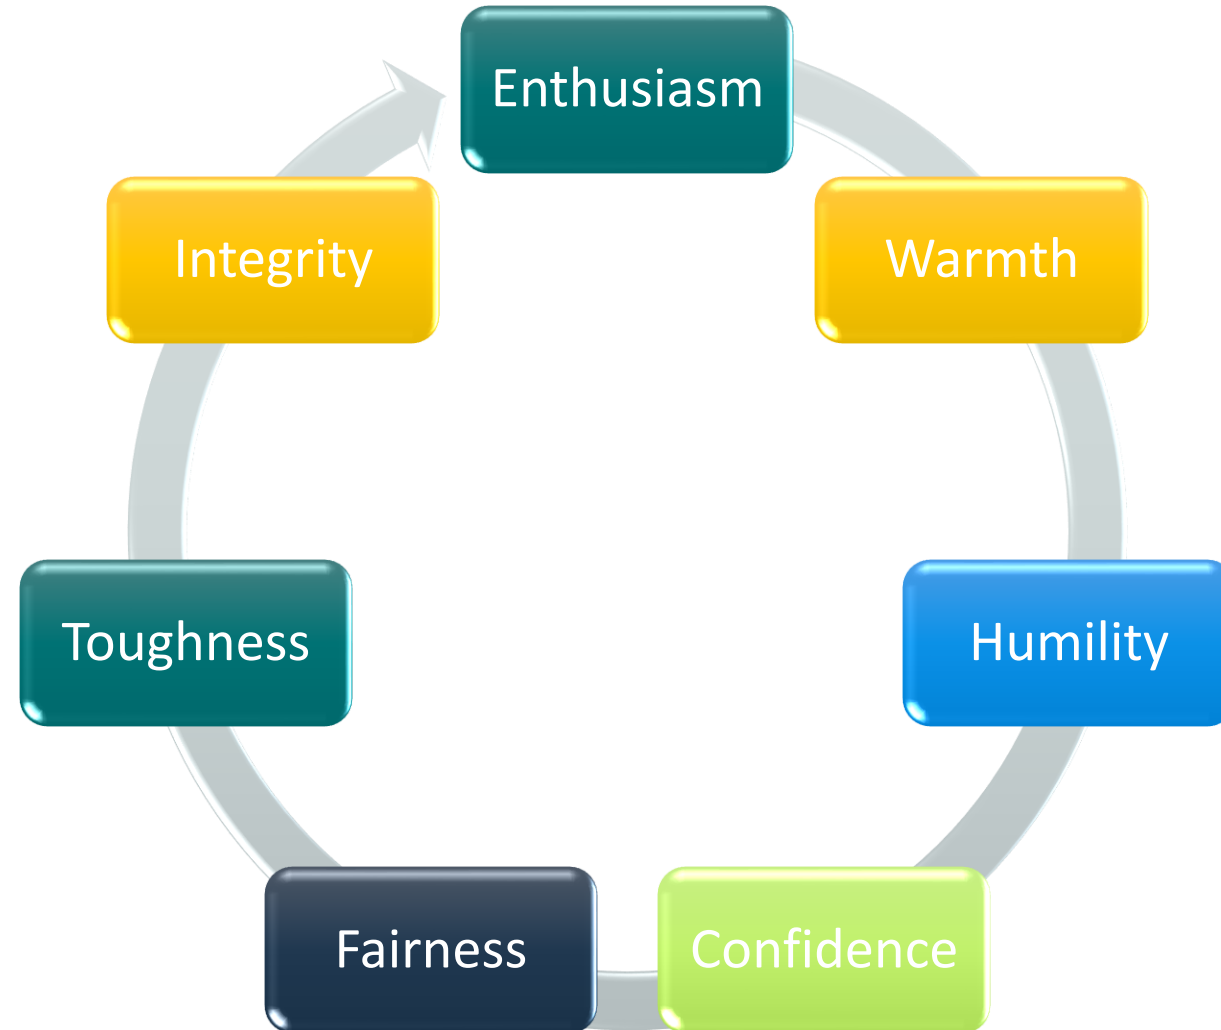 Enthusiasm
Warmth
Humility
Confidence
Fairness
Toughness
Integrity